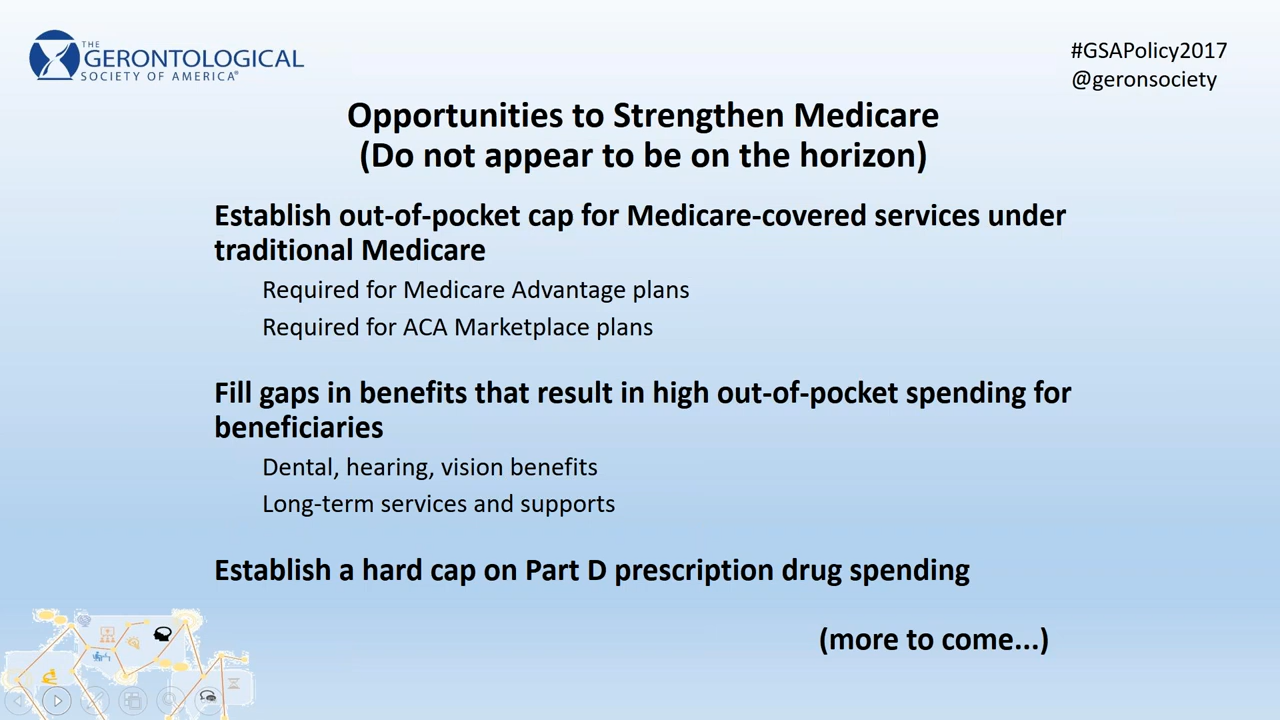 THE
GERONTOLOGICAL
SOCIETY OF AMERICA®
#GSAPolicy2017
@geronsociety
Opportunities to Strengthen Medicare
(Do not appear to be on the horizon)
Establish out-of-pocket cap for Medicare-covered services under
traditional Medicare
Required for Medicare Advantage plans
Required for ACA Marketplace plans
Fill gaps in benefits that result in high out-of-pocket spending for
beneficiaries
Dental, hearing, vision benefits
Long-term services and supports
Establish a hard cap on Part D prescription drug spending
(more to come...)